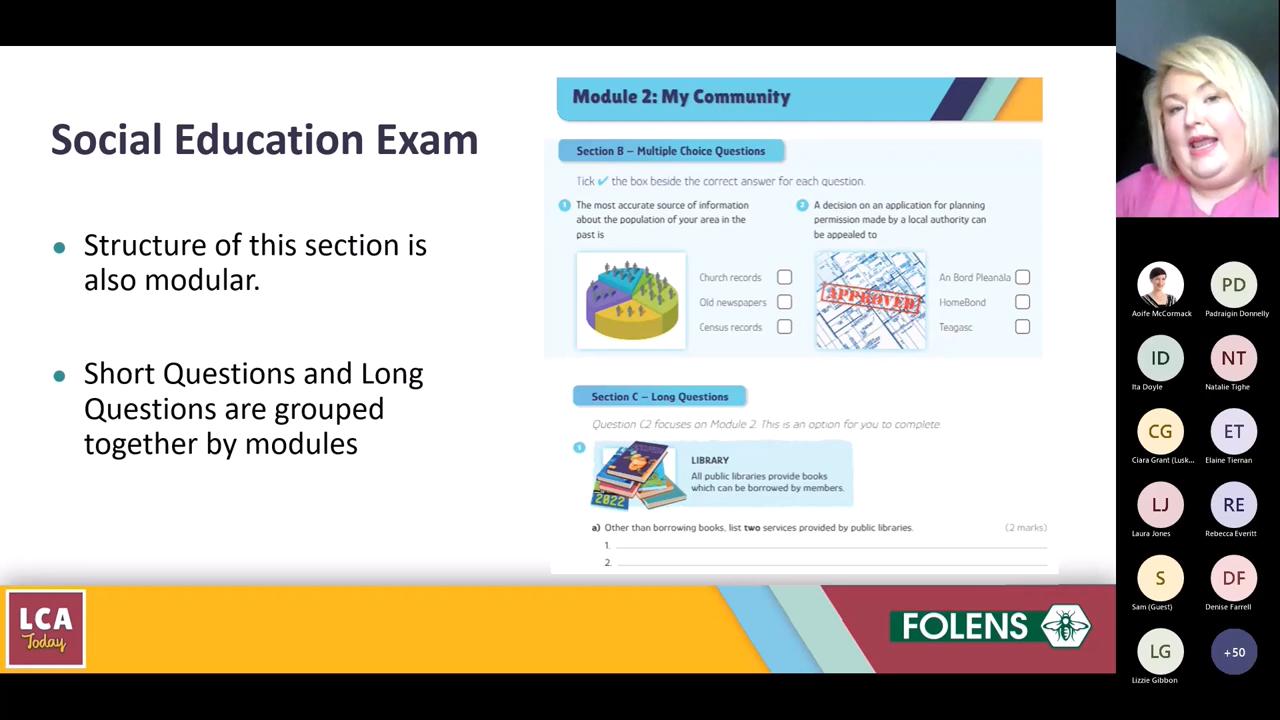 Social Education Exam
Structure of this section is
also modular.
Short Questions and Long
Questions are grouped
together by modules
Module 2: My Community
Section B – Multiple Choice Questions
Tick ✓ the box beside the correct answer for each question.
1 The most accurate source of information
about the population of your area in the
past is
Church records
Old newspapers
Census records
2 A decision on an application for planning
permission made by a local authority can
be appealed to
APPROVED
An Bord Pleanála
HomeBond
Teagasc
Section C – Long Questions
Question C2 focuses on Module 2. This is an option for you to complete.
1
2022
LIBRARY
All public libraries provide books
which can be borrowed by members.
a) Other than borrowing books, list two services provided by public libraries. (2 marks)
1.
2.
LCA
Today
FOLENS
Aoife McCormack
PD
Padraigin Donnelly
ID
Ita Doyle
NT
Natalie Tighe
CG
Ciara Grant (Lusk...
ET
Elaine Tiernan
LJ
Laura Jones
RE
Rebecca Everitt
S
Sam (Guest)
DF
Denise Farrell
LG
Lizzie Gibbon
+50